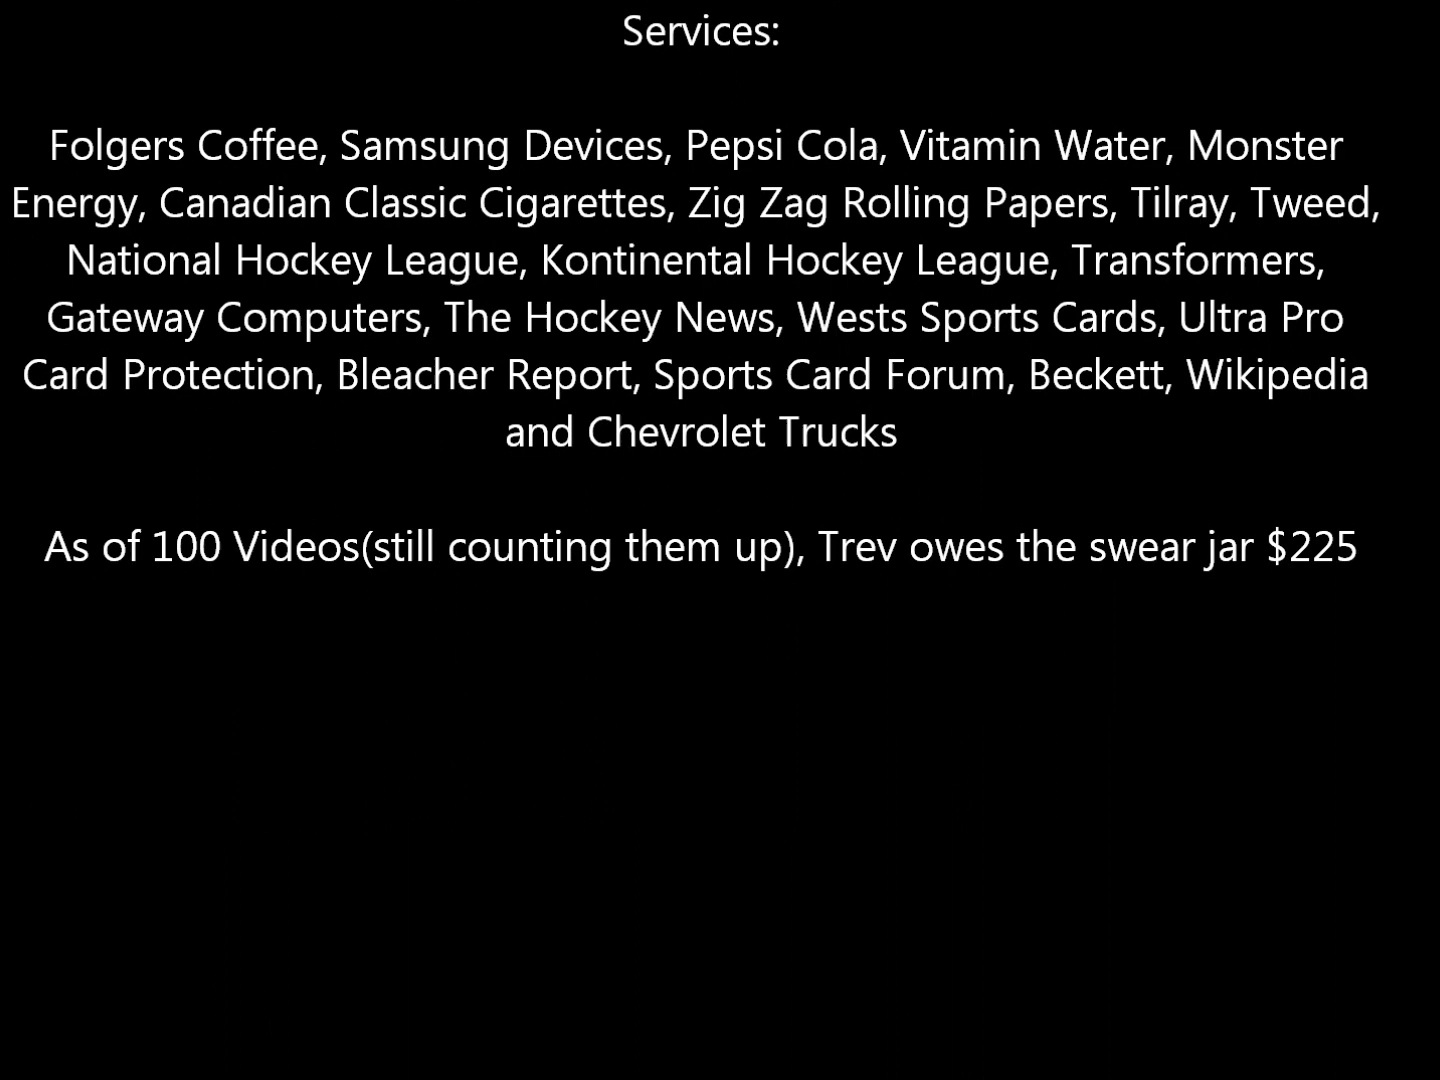 Services:
Folgers Coffee, Samsung Devices, Pepsi Cola, Vitamin Water, Monster
Energy, Canadian Classic Cigarettes, Zig Zag Rolling Papers, Tilray, Tweed,
National Hockey League, Kontinental Hockey League, Transformers,
Gateway Computers, The Hockey News, Wests Sports Cards, Ultra Pro
Card Protection, Bleacher Report, Sports Card Forum, Beckett, Wikipedia
and Chevrolet Trucks
As of 100 Videos(still counting them up), Trev owes the swear jar $225